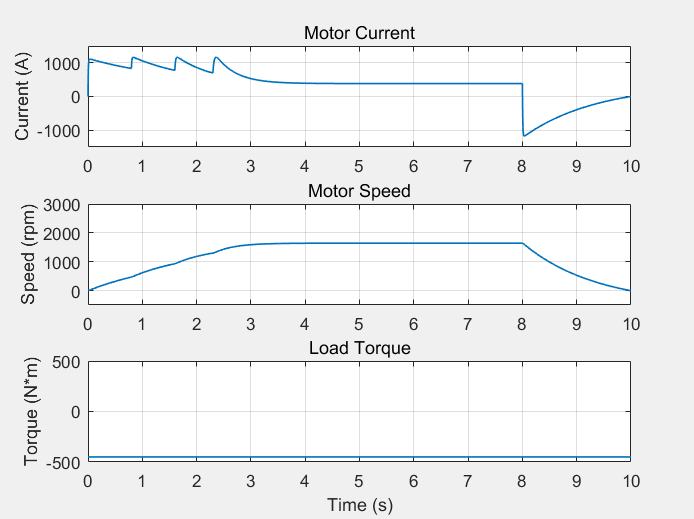 Motor Current
Current (A)
1000
0
-1000
0 1 2 3 4 5 6 7 8 9 10
Motor Speed
Speed (rpm)
3000
2000
1000
0
0 1 2 3 4 5 6 7 8 9 10
Load Torque
Torque (N*m)
500
0
-500
0 1 2 3 4 5 6 7 8 9 10
Time (s)